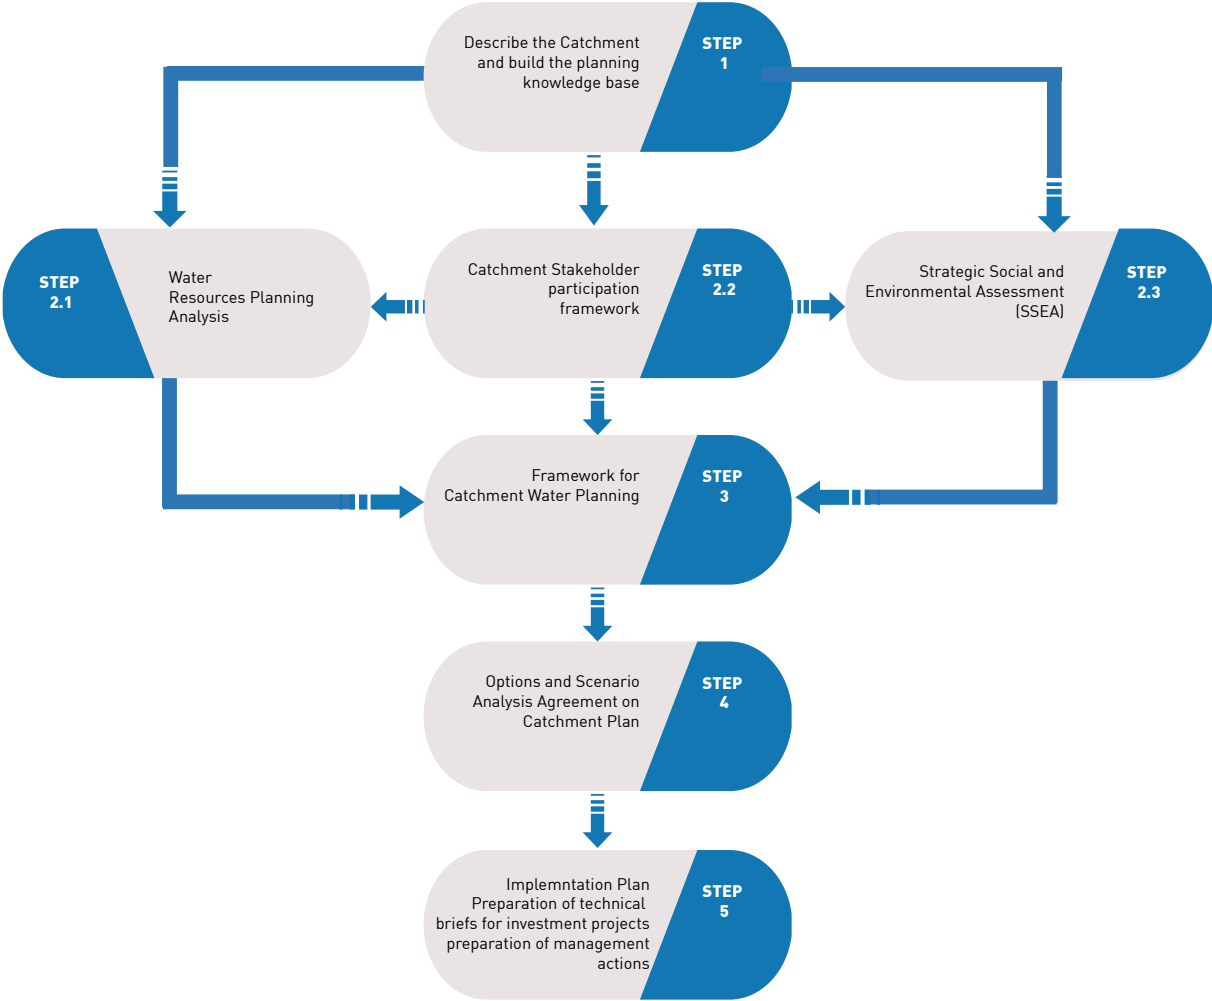 Describe the Catchment
and build the planning
knowledge base
STEP
1
STEP
2.1
Water
Resources Planning
Analysis
Catchment Stakeholder
participation
framework
STEP
2.2
Strategic Social and
Environmental Assessment
(SSEA)
STEP
2.3
Framework for
Catchment Water Planning
STEP
3
Options and Scenario
Analysis Agreement on
Catchment Plan
STEP
4
Implemntation Plan
Preparation of technical
briefs for investment projects
preparation of management
actions
STEP
5